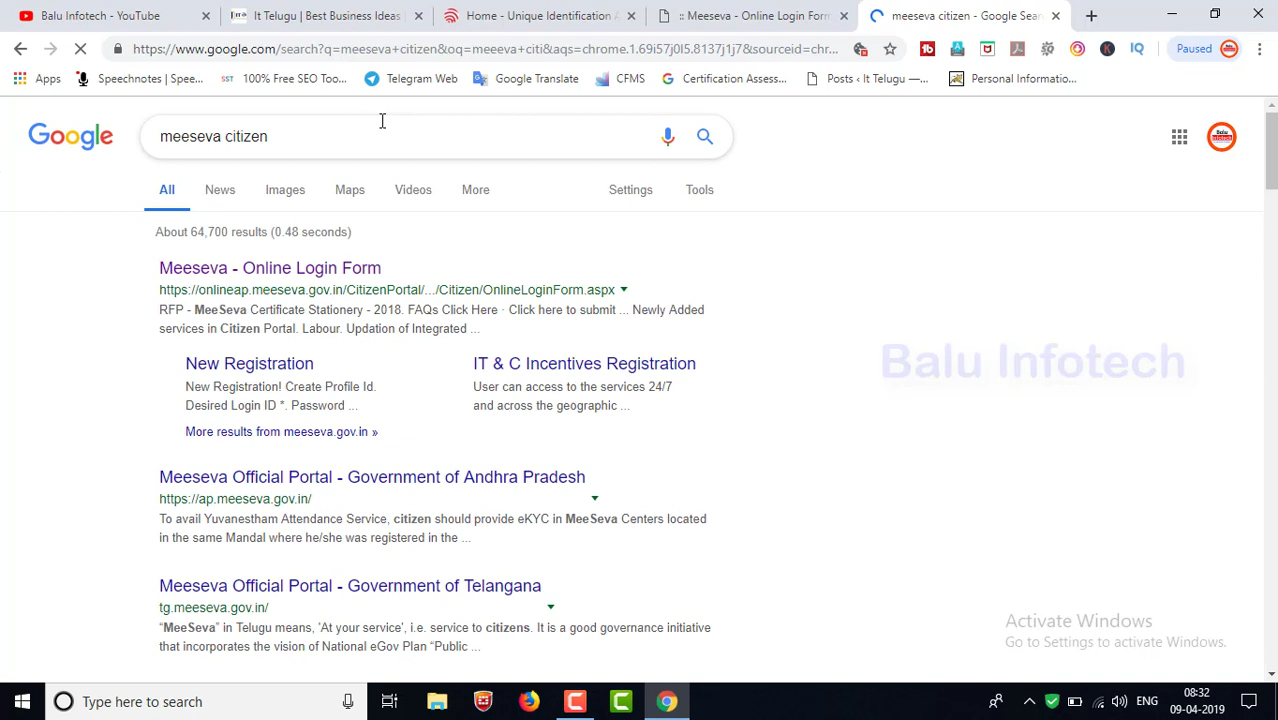 Balu Infotech - YouTube
It Telugu | Best Business Ideas
Home - Unique Identification A
:: Meeseva - Online Login Form
meeseva citizen - Google Sear
https://www.google.com/search?q=meeseva+citizen&oq=meeeva+citi&aqs=chrome.1.69i57j0l5.8137j1j7&sourceid=chr...
Paused
Apps
Speechnotes | Spee...
SST 100% Free SEO Tool...
Telegram Web
Google Translate
CFMS
Certification Assess...
Posts ‹ It Telugu —...
Personal Informatio...
Google
meeseva citizen
Balu Infotech
All News Images Maps Videos More Settings Tools
About 64,700 results (0.48 seconds)
Meeseva - Online Login Form
https://onlineap.meeseva.gov.in/CitizenPortal/.../Citizen/OnlineLoginForm.aspx
RFP - MeeSeva Certificate Stationery - 2018. FAQs Click Here · Click here to submit ... Newly Added
services in Citizen Portal. Labour. Updation of Integrated ...
New Registration
New Registration! Create Profile Id.
Desired Login ID *. Password ...
IT & C Incentives Registration
User can access to the services 24/7
and across the geographic ...
More results from meeseva.gov.in »
Balu Infotech
Meeseva Official Portal - Government of Andhra Pradesh
https://ap.meeseva.gov.in/
To avail Yuvanestham Attendance Service, citizen should provide eKYC in MeeSeva Centers located
in the same Mandal where he/she was registered in the ...
Meeseva Official Portal - Government of Telangana
tg.meeseva.gov.in/
“MeeSeva” in Telugu means, 'At your service', i.e. service to citizens. It is a good governance initiative
that incorporates the vision of National eGov Plan “Public ...
Activate Windows
Go to Settings to activate Windows.
Type here to search
ENG
08:32
09-04-2019